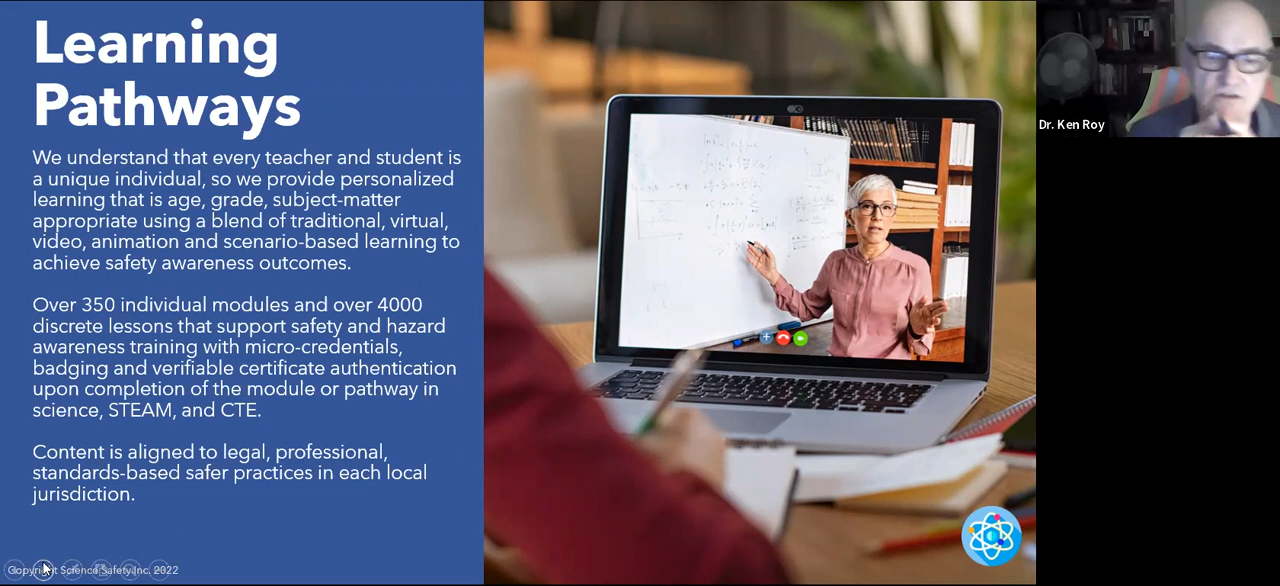 Learning
Pathways
We understand that every teacher and student is
a unique individual, so we provide personalized
learning that is age, grade, subject-matter
appropriate using a blend of traditional, virtual,
video, animation and scenario-based learning to
achieve safety awareness outcomes.
Over 350 individual modules and over 4000
discrete lessons that support safety and hazard
awareness training with micro-credentials,
badging and verifiable certificate authentication
upon completion of the module or pathway in
science, STEAM, and CTE.
Content is aligned to legal, professional,
standards-based safer practices in each local
jurisdiction.
Copyright Science Safety Inc. 2022
Dr. Ken Roy